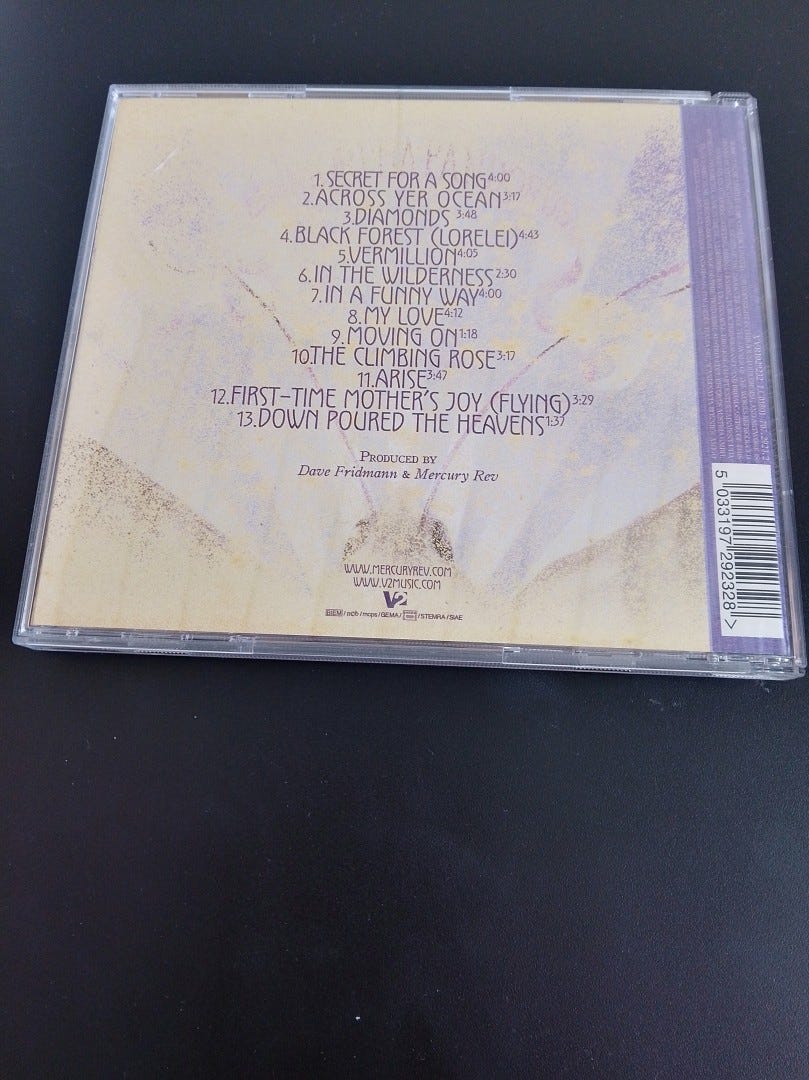 1. SECRET FOR A SONG 4:00
2. ACROSS YER OCEAN 3:17
3. DIAMONDS 3:48
4. BLACK FOREST (LORELEI) 4:43
5. VERMILLION 4:05
6. IN THE WILDERNESS 2:30
7. IN A FUNNY WAY 4:00
8. MY LOVE 4:12
9. MOVING ON 1:18
10. THE CLIMBING ROSE 3:17
11. ARISE 3:47
12. FIRST-TIME MOTHER'S JOY (FLYING) 3:29
13. DOWN POURED THE HEAVENS 1:37
PRODUCED BY
Dave Fridmann & Mercury Rev
WWW.MERCURYREV.COM
WWW.V2MUSIC.COM
V2
BIEM / ncb / mcps / GEMA / / STEMRA / SIAE
5 033197 292328 >